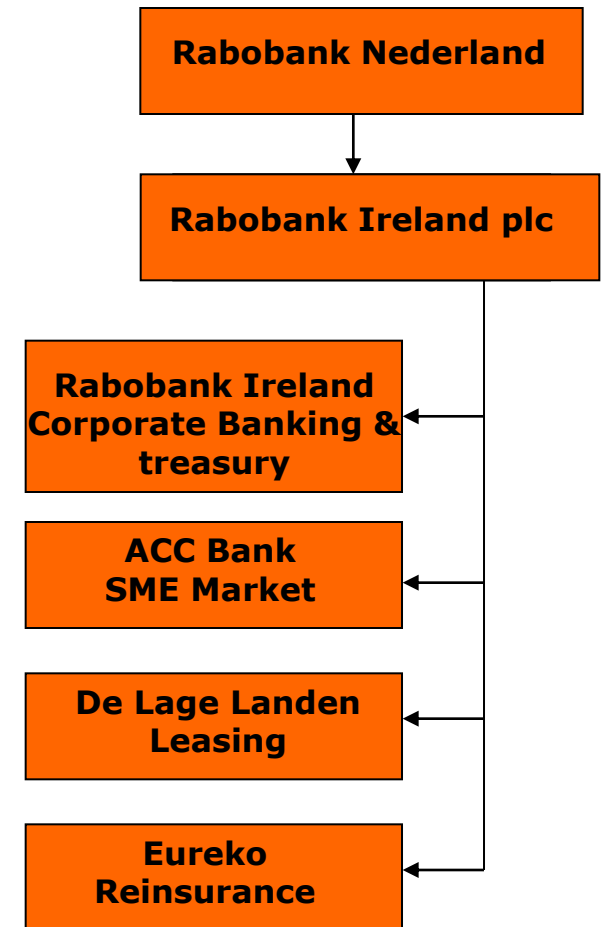 Rabobank Nederland
Rabobank Ireland plc
Rabobank Ireland
Corporate Banking &
treasury
ACC Bank
SME Market
De Lage Landen
Leasing
Eureko
Reinsurance